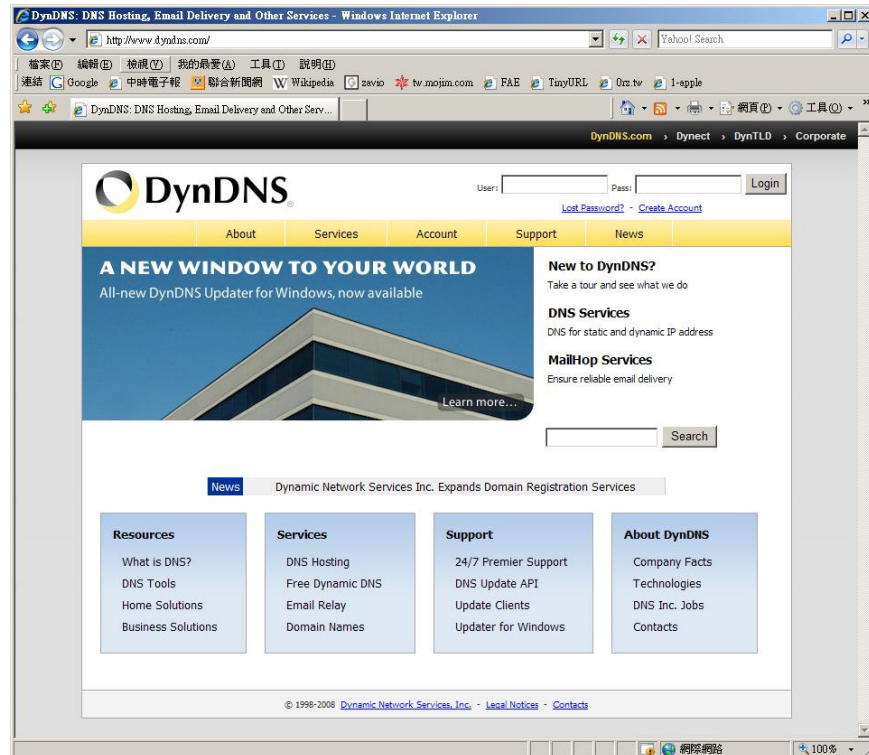 DynDNS: DNS Hosting, Email Delivery and Other Services - Windows Internet Explorer
http://www.dyndns.com/
Yahoo! Search
檔案(F) 編輯(E) 檢視(V) 我的最愛(A) 工具(T) 說明(H)
連結 Google 中時電子報 聯合新聞網 Wikipedia zavio tw.mojim.com FAE TinyURL 0rz.tw 1-apple
DynDNS: DNS Hosting, Email Delivery and Other Serv...
網頁(P) 工具(O)
DynDNS.com › Dynect › DynTLD › Corporate
DynDNS
User: Pass: Login
Lost Password? - Create Account
About Services Account Support News
A NEW WINDOW TO YOUR WORLD
All-new DynDNS Updater for Windows, now available
Learn more...
New to DynDNS?
Take a tour and see what we do
DNS Services
DNS for static and dynamic IP address
MailHop Services
Ensure reliable email delivery
Search
News Dynamic Network Services Inc. Expands Domain Registration Services
Resources
What is DNS?
DNS Tools
Home Solutions
Business Solutions
Services
DNS Hosting
Free Dynamic DNS
Email Relay
Domain Names
Support
24/7 Premier Support
DNS Update API
Update Clients
Updater for Windows
About DynDNS
Company Facts
Technologies
DNS Inc. Jobs
Contacts
© 1998-2008 Dynamic Network Services, Inc. - Legal Notices - Contacts
網際網路 100%